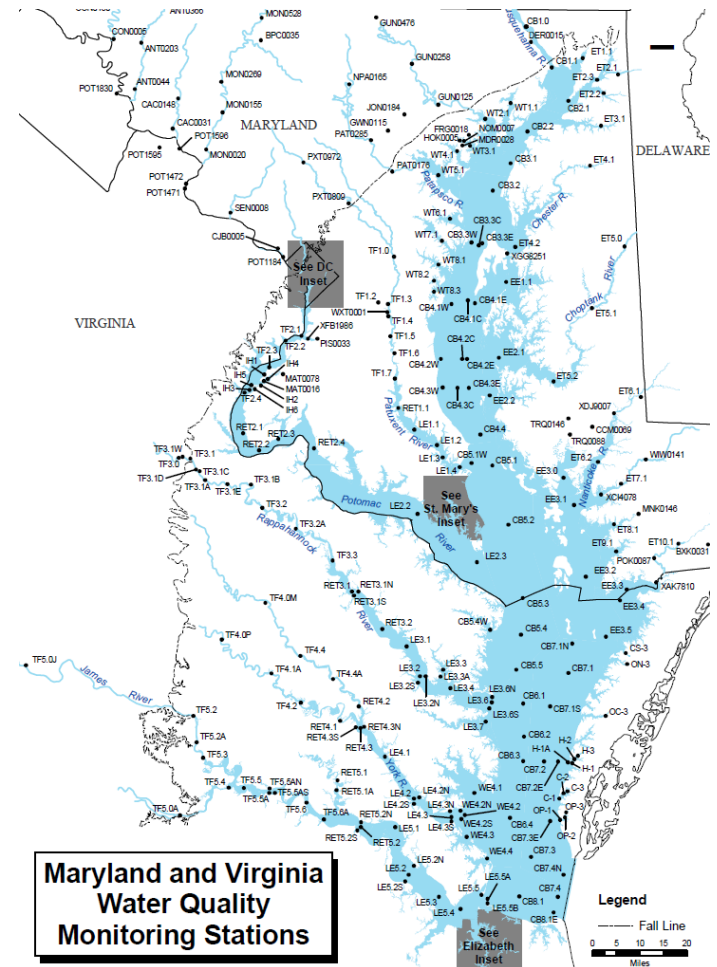 CON0005
ANT0366
MON0528
GUN0476
CB1.0
ANT0203
BPC0035
Susquehanna R.
DER0015
GUN0258
CB1.1
ET1.1
POT1830
ANT0044
MON0269
NPA0165
ET2.3
ET2.1
CAC0148
MON0155
JON0184
GUN0125
WT1.1
ET2.2
CB2.1
CAC0031
MARYLAND
GWN0115
WT2.1
FRG0018
NOM0007
CB2.2
ET3.1
POT1596
HOK0005
MDR0028
PAT0285
WT4.1
WT3.1
DELAWARE
POT1595
MON0020
PXT0972
PAT0176
WT5.1
CB3.1
ET4.1
POT1472
POT1471
Patapsco R.
CB3.2
PXT0809
Chester R.
SEN0008
WT6.1
CB3.3C
CJB0005
WT7.1
CB3.3W
CB3.3E
ET4.2
ET5.0
POT1184
TF1.0
WT8.1
XGG8251
See DC
Inset
WT8.2
EE1.1
River
TF1.2
TF1.3
WT8.3
CB4.1W
CB4.1E
Choptank
WXT0001
TF1.4
CB4.1C
ET5.1
VIRGINIA
TF2.1
XFB1986
TF1.5
TF2.2
PIS0033
CB4.2C
TF2.3
TF1.6
CB4.2W
CB4.2E
EE2.1
IH1
IH4
IH5
MAT0078
TF1.7
ET5.2
IH3
MAT0016
CB4.3W
CB4.3E
TF2.4
IH2
CB4.3C
EE2.2
ET6.1
IH6
RET1.1
XDJ9007
Patuxent
River
RET2.1
RET2.3
LE1.1
CB4.4
TRQ0146
CCM0069
RET2.2
RET2.4
LE1.2
TRQ0088
TF3.1W
TF3.1
LE1.3
CB5.1W
ET6.2
WIW0141
TF3.0
LE1.4
CB5.1
EE3.0
Nanticoke R.
TF3.1D
TF3.1C
TF3.1A
TF3.1E
TF3.1B
See
St. Mary's
Inset
ET7.1
XCI4078
Potomac
River
LE2.2
EE3.1
TF3.2
MNK0146
Rappahannock
River
TF3.2A
CB5.2
ET8.1
ET9.1
ET10.1
BXK0031
TF3.3
LE2.3
POK0087
EE3.2
RET3.1
RET3.1N
EE3.3
XAK7810
RET3.1S
TF4.0M
CB5.3
EE3.4
RET3.2
CB5.4W
CB5.4
EE3.5
TF4.0P
LE3.1
CB7.1N
TF4.4
CS-3
TF5.0J
James
River
TF4.1A
TF4.4A
LE3.2
LE3.3
CB5.5
CB7.1
ON-3
LE3.2S
LE3.3A
LE3.4
TF4.2
RET4.2
LE3.2N
LE3.6N
CB6.1
TF5.2
LE3.6
CB7.1S
OC-3
RET4.1
RET4.3N
LE3.6S
RET4.3S
LE3.7
TF5.2A
RET4.3
CB6.2
H-2
TF5.3
York R.
LE4.1
H-1A
H-3
CB6.3
CB7.2
H-1
TF5.4
TF5.5
TF5.5AN
RET5.1
C-2
CB7.2E
TF5.5A
TF5.5AS
RET5.1A
LE4.2
LE4.2N
WE4.1
C-3
LE4.2S
C-1
TF5.6
LE4.3N
WE4.2N
WE4.2
OP-3
TF5.0A
TF5.6A
RET5.2N
LE4.3
OP-1
RET5.2S
LE5.1
LE4.3S
WE4.2S
CB6.4
CB7.3E
RET5.2
WE4.3
OP-2
WE4.4
CB7.3
LE5.2N
LE5.2
LE5.5A
CB7.4N
LE5.2S
LE5.5
LE5.3
CB8.1
CB7.4
LE5.4
LE5.5B
CB8.1E
See
Elizabeth
Inset
Maryland and Virginia
Water Quality
Monitoring Stations
Legend
Fall Line
0 5 10 20
Miles